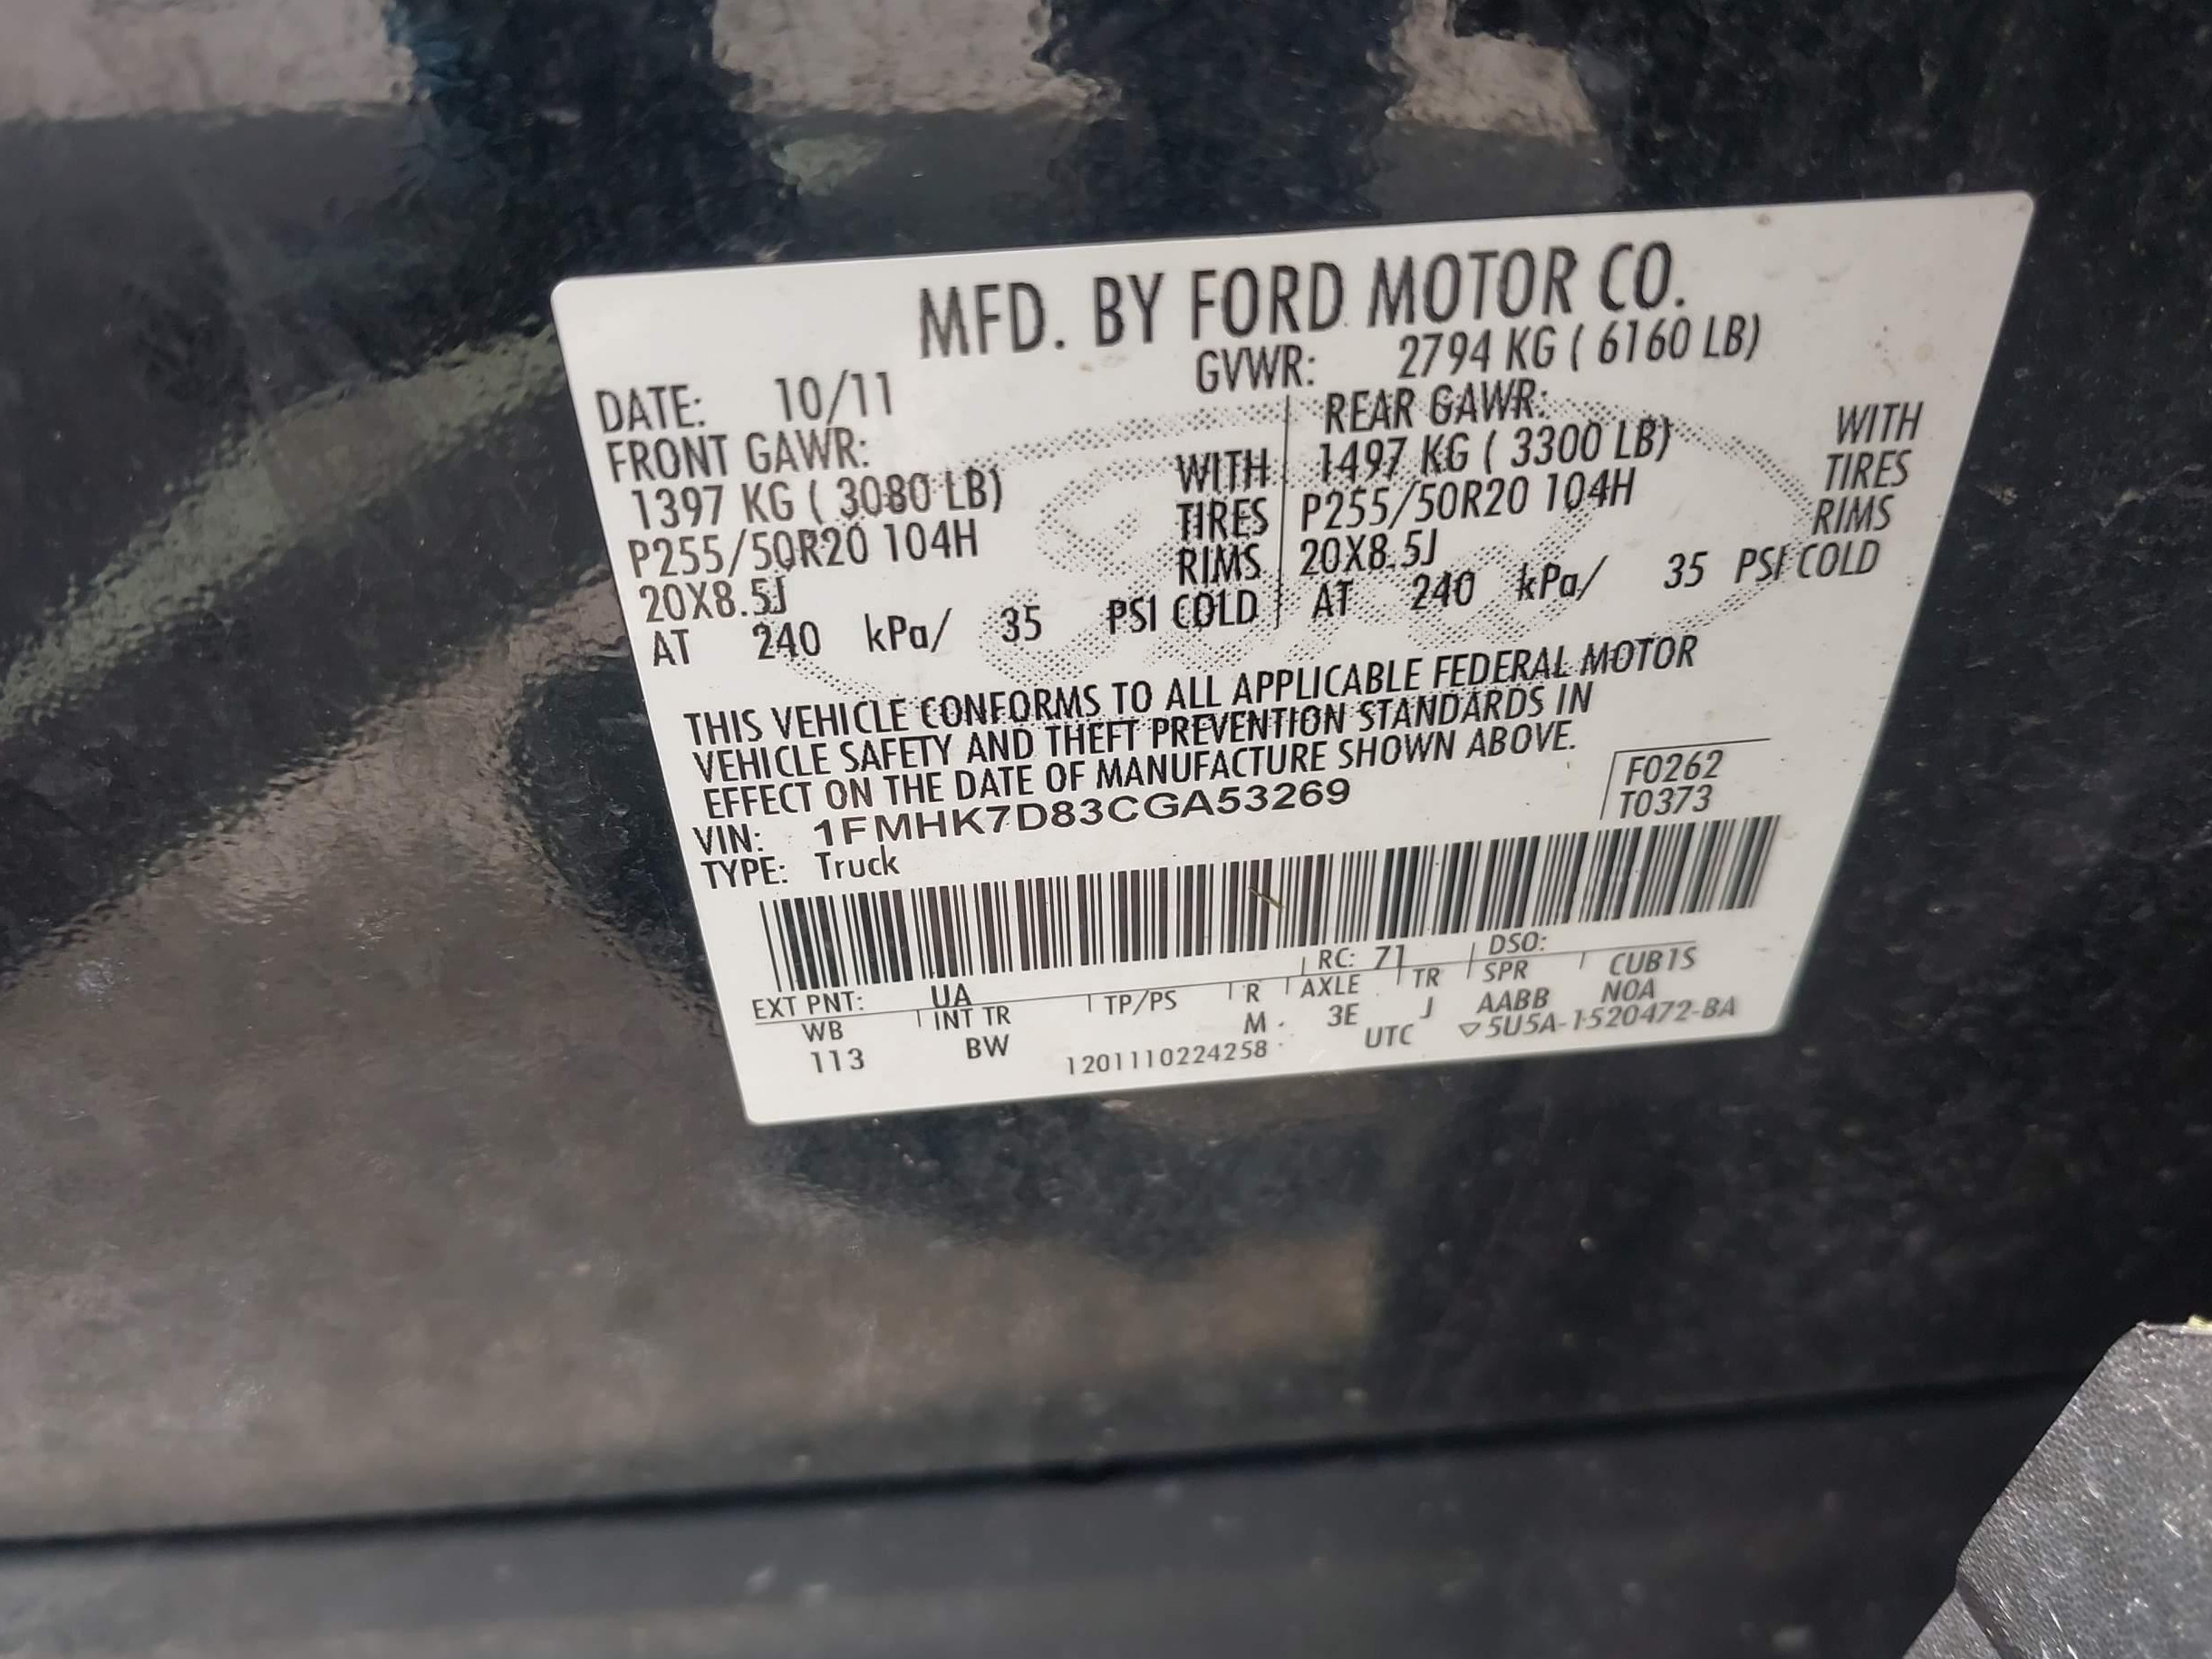 MFD. BY FORD MOTOR CO.
DATE: 10/11 GVWR: 2794 KG ( 6160 LB)
FRONT GAWR: REAR GAWR:
1397 KG ( 3080 LB) WITH 1497 KG ( 3300 LB) WITH
P255/50R20 104H TIRES P255/50R20 104H TIRES
20X8.5J RIMS 20X8.5J RIMS
AT 240 kPa/ 35 PSI COLD AT 240 kPa/ 35 PSI COLD
THIS VEHICLE CONFORMS TO ALL APPLICABLE FEDERAL MOTOR
VEHICLE SAFETY AND THEFT PREVENTION STANDARDS IN
EFFECT ON THE DATE OF MANUFACTURE SHOWN ABOVE.
VIN: 1FMHK7D83CGA53269 F0262
TYPE: Truck T0373
EXT PNT: UA RC: 71 DSO:
WB INT TR TP/PS R AXLE TR SPR CUB1S
113 BW M 3E J AABB NOA
1201110224258 UTC ▽5U5A-1520472-BA